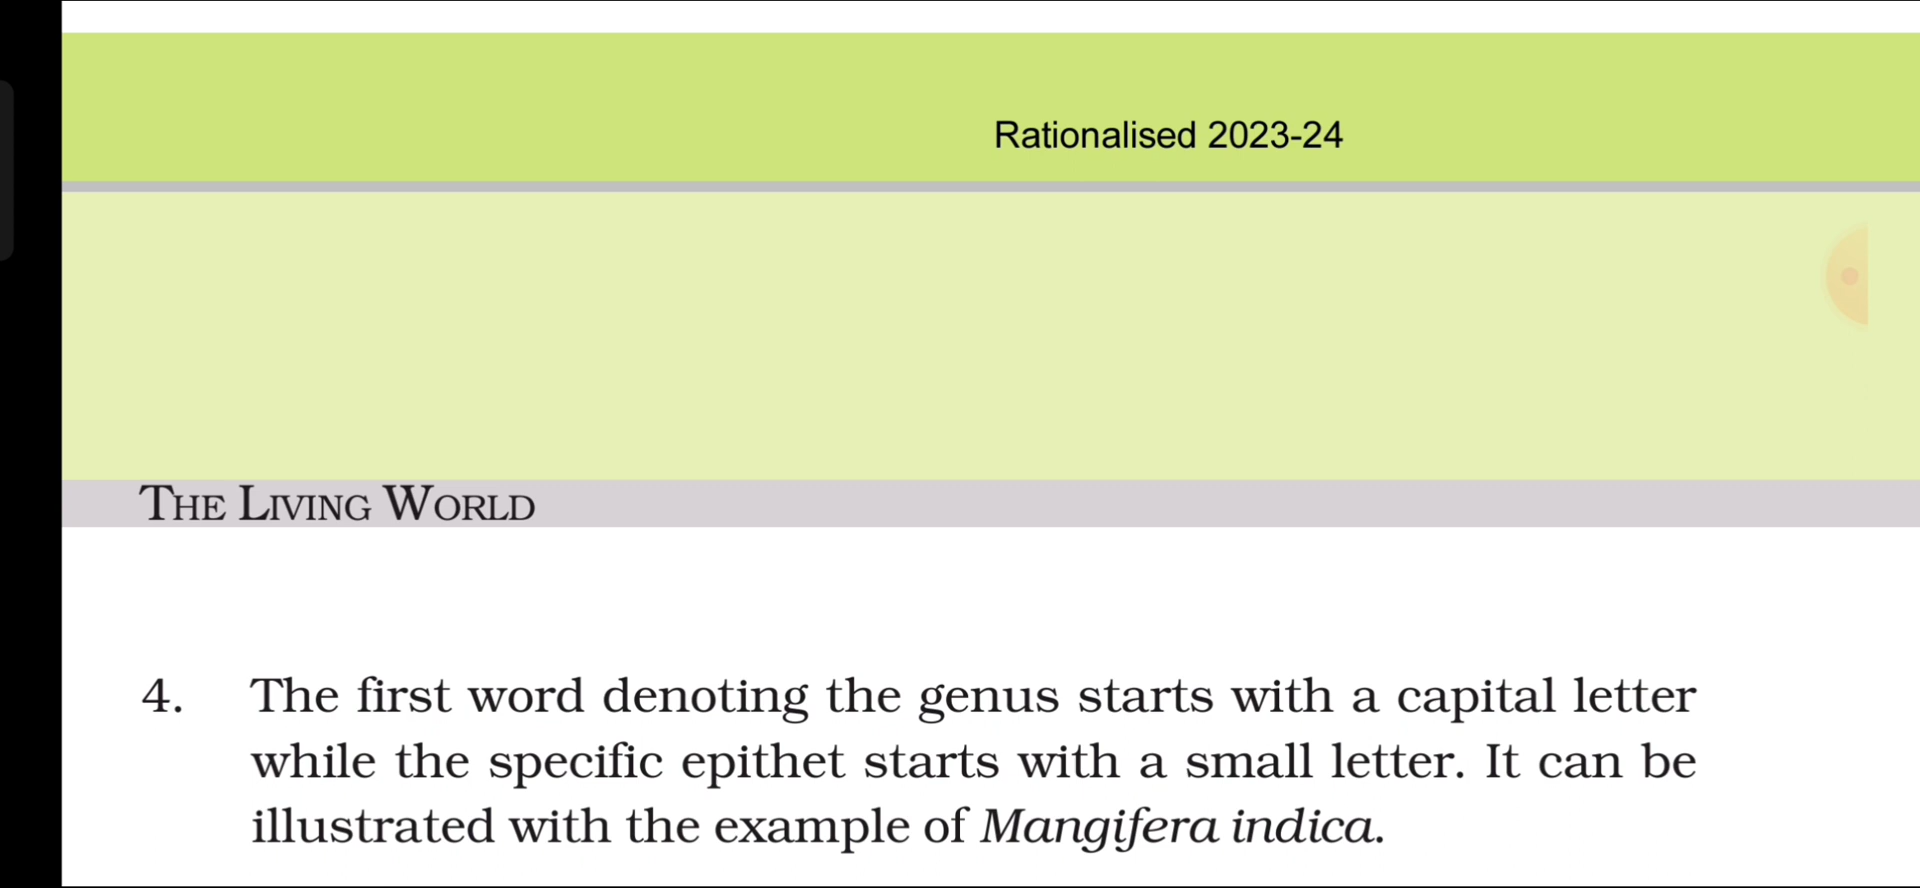 Rationalised 2023-24
THE LIVING WORLD
4. The first word denoting the genus starts with a capital letter
while the specific epithet starts with a small letter. It can be
illustrated with the example of Mangifera indica.